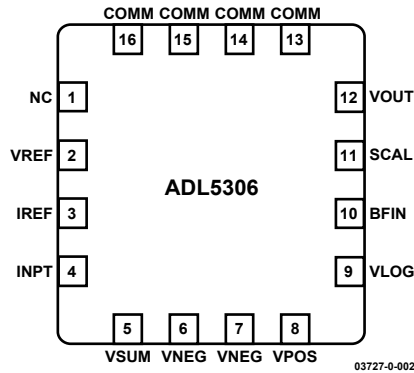 COMM COMM COMM COMM
16 15 14 13
NC 1
12 VOUT
VREF 2
11 SCAL
ADL5306
IREF 3
10 BFIN
INPT 4
9 VLOG
5 6 7 8
VSUM VNEG VNEG VPOS
03727-0-002